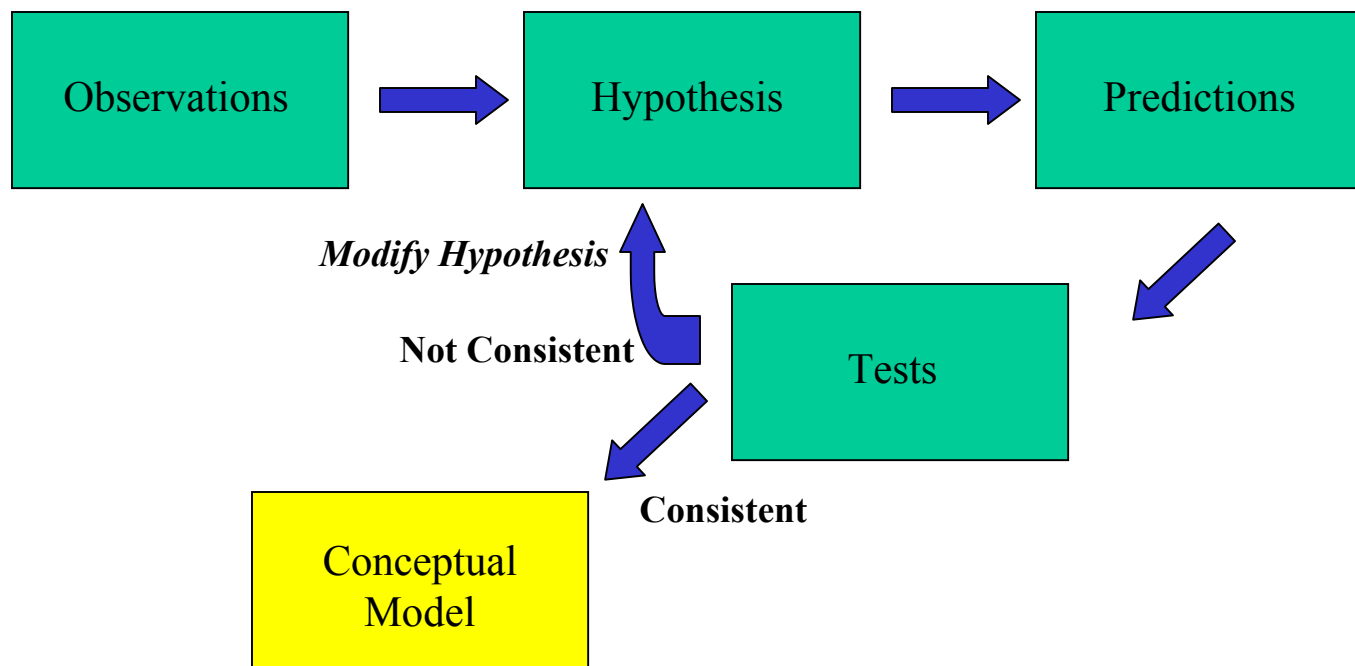 Observations
Hypothesis
Predictions
Modify Hypothesis
Not Consistent
Tests
Consistent
Conceptual
Model